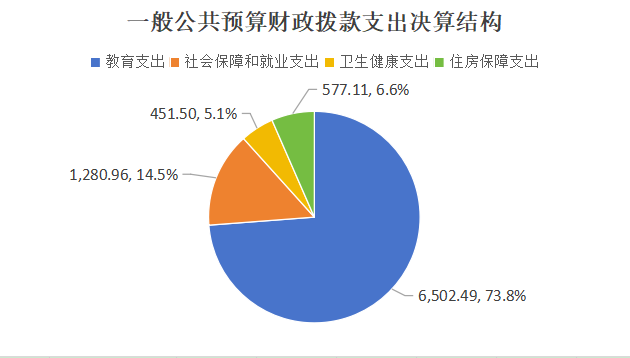 一般公共预算财政拨款支出决算结构
教育支出 社会保障和就业支出 卫生健康支出 住房保障支出
577.11, 6.6%
451.50, 5.1%
1,280.96, 14.5%
6,502.49, 73.8%